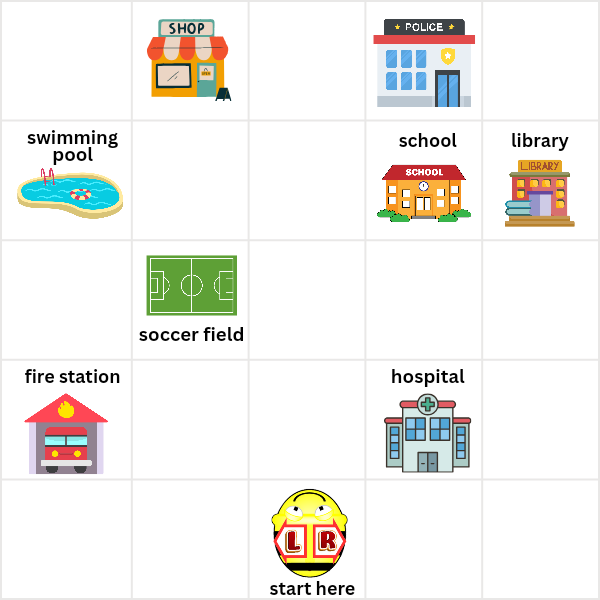 SHOP
★ POLICE ★
swimming
pool
school
SCHOOL
library
LIBRARY
soccer field
fire station
hospital
L R
start here